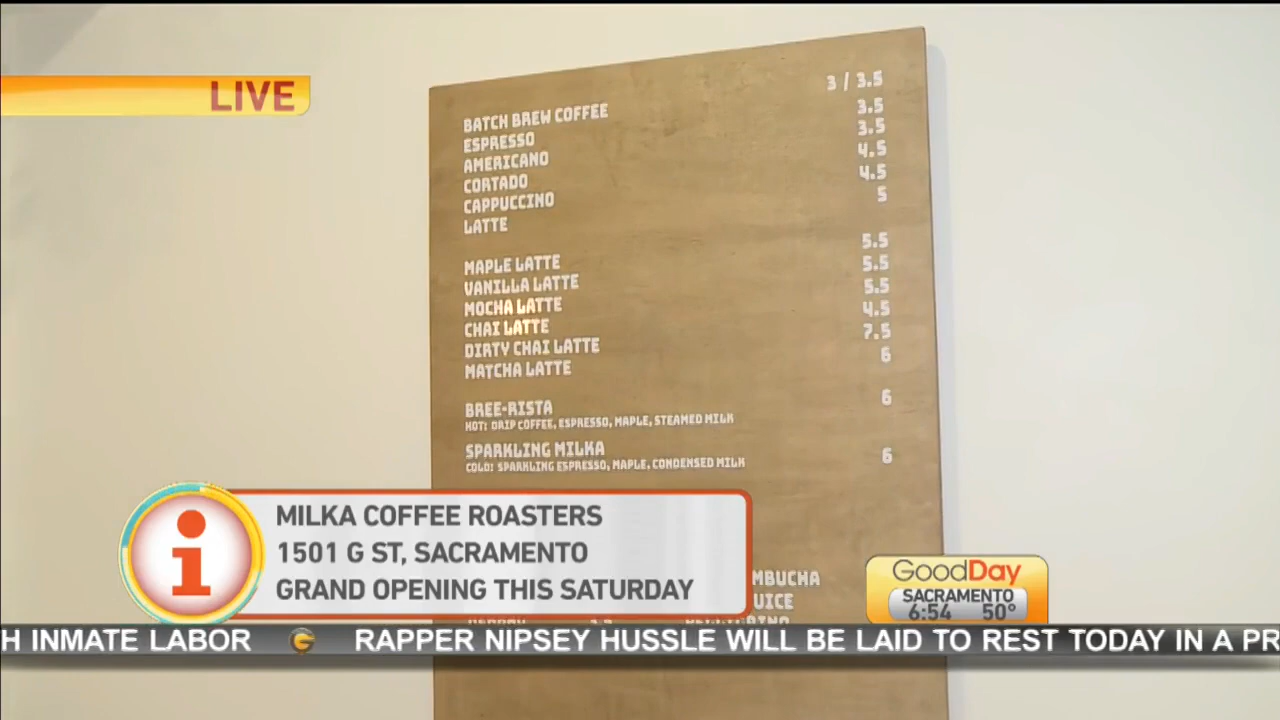 LIVE
BATCH BREW COFFEE 3 / 3.5
ESPRESSO 3.5
AMERICANO 3.5
CORTADO 4.5
CAPPUCCINO 4.5
LATTE 5
MAPLE LATTE 5.5
VANILLA LATTE 5.5
MOCHA LATTE 5.5
CHAI LATTE 4.5
DIRTY CHAI LATTE 7.5
MATCHA LATTE 6
BREE-RISTA 6
HOT: DRIP COFFEE, ESPRESSO, MAPLE, STEAMED MILK
SPARKLING MILKA 6
COLD: SPARKLING ESPRESSO, MAPLE, CONDENSED MILK
MILKA COFFEE ROASTERS
1501 G ST, SACRAMENTO
GRAND OPENING THIS SATURDAY
MBUCHA
UICE
GoodDay
SACRAMENTO
6:54 50°
H INMATE LABOR RAPPER NIPSEY HUSSLE WILL BE LAID TO REST TODAY IN A PR